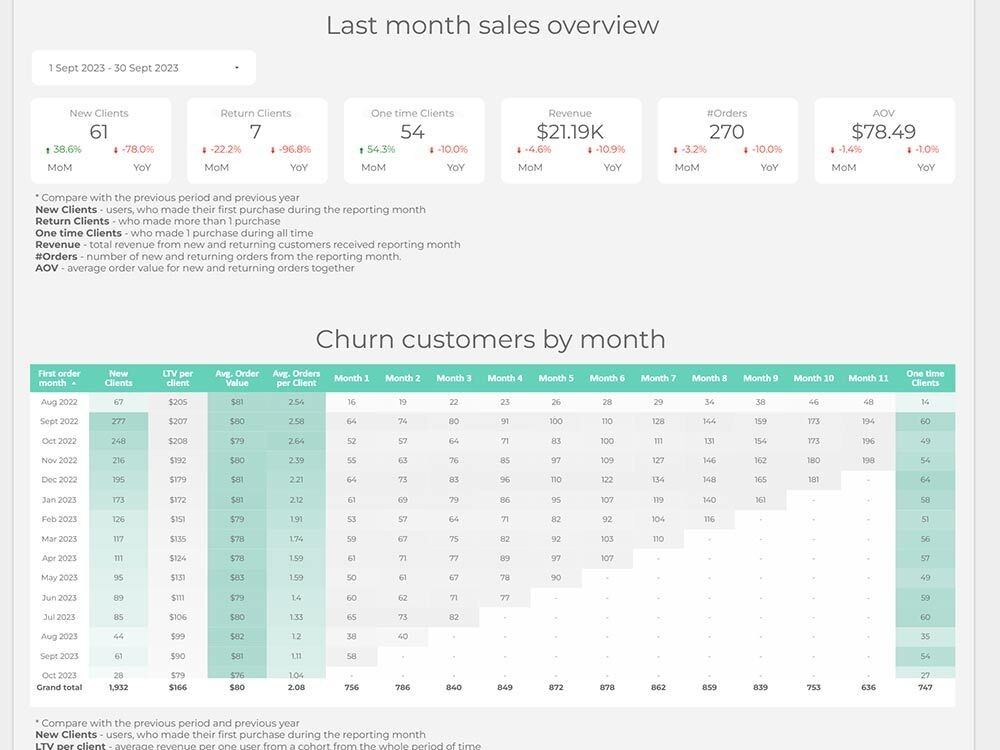 Last month sales overview
1 Sept 2023 - 30 Sept 2023
New Clients Return Clients One time Clients Revenue #Orders AOV
61 7 54 $21.19K 270 $78.49
38.6% -78.0% -22.2% -96.8% 54.3% -10.0% -4.6% -10.9% -3.2% -10.0% -1.4% -1.0%
MoM YoY MoM YoY MoM YoY MoM YoY MoM YoY MoM YoY
* Compare with the previous period and previous year
New Clients - users, who made their first purchase during the reporting month
Return Clients - who made more than 1 purchase
One time Clients - who made 1 purchase during all time
Revenue - total revenue from new and returning customers received reporting month
#Orders - number of new and returning orders from the reporting month.
AOV - average order value for new and returning orders together
Churn customers by month
First order month New Clients LTV per client Avg. Order Value Avg. Orders per Client Month 1 Month 2 Month 3 Month 4 Month 5 Month 6 Month 7 Month 8 Month 9 Month 10 Month 11 One time Clients
Aug 2022 67 $205 $81 2.54 16 19 22 23 26 28 29 34 38 46 48 14
Sept 2022 277 $207 $80 2.58 64 74 80 91 100 110 128 144 159 173 194 60
Oct 2022 248 $208 $79 2.64 52 57 64 71 83 100 111 131 154 173 196 49
Nov 2022 216 $192 $80 2.39 55 63 76 85 97 109 127 146 162 180 198 54
Dec 2022 195 $179 $81 2.21 64 73 83 96 110 122 134 148 165 181 - 64
Jan 2023 173 $172 $81 2.12 61 69 79 86 95 107 119 140 161 - - 58
Feb 2023 126 $151 $79 1.91 53 57 64 71 82 92 104 116 - - - 51
Mar 2023 117 $135 $78 1.74 59 67 75 82 92 103 110 - - - - 56
Apr 2023 111 $124 $78 1.59 61 71 77 89 97 107 - - - - - 57
May 2023 95 $131 $83 1.59 50 61 67 78 90 - - - - - - 49
Jun 2023 89 $111 $79 1.4 60 62 71 77 - - - - - - - 59
Jul 2023 85 $106 $80 1.33 65 73 82 - - - - - - - - 60
Aug 2023 44 $99 $82 1.2 38 40 - - - - - - - - - 35
Sept 2023 61 $90 $81 1.11 58 - - - - - - - - - - 54
Oct 2023 28 $79 $76 1.04 - - - - - - - - - - - 27
Grand total 1,932 $166 $80 2.08 756 786 840 849 872 878 862 859 839 753 636 747
* Compare with the previous period and previous year
New Clients - users, who made their first purchase during the reporting month
LTV per client - average revenue per one user from a cohort from the whole period of time